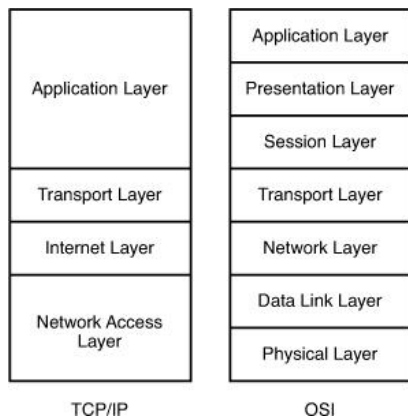 Application Layer
Transport Layer
Internet Layer
Network Access
Layer
TCP/IP
Application Layer
Presentation Layer
Session Layer
Transport Layer
Network Layer
Data Link Layer
Physical Layer
OSI